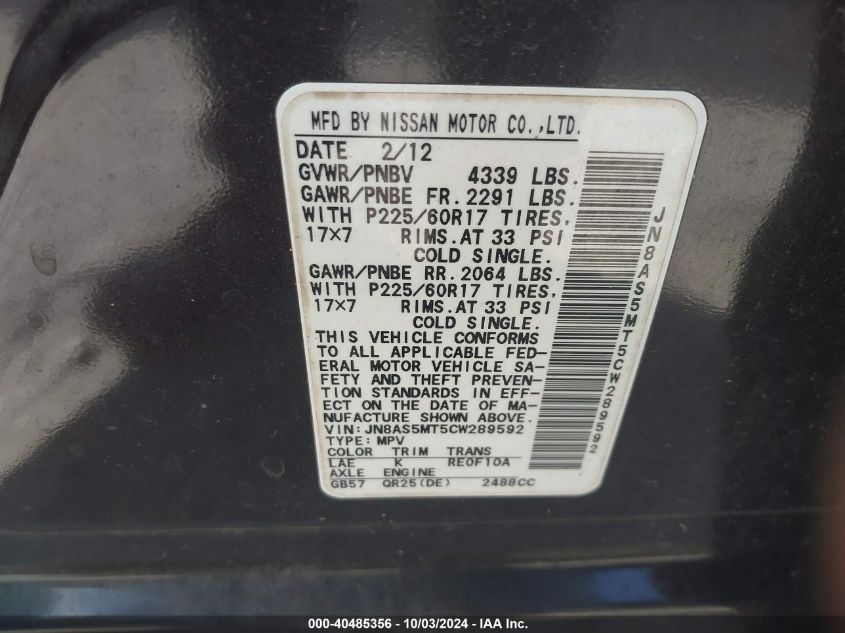 MFD BY NISSAN MOTOR CO.,LTD.
DATE 2/12
GVWR/PNBV 4339 LBS.
GAWR/PNBE FR.2291 LBS.
WITH P225/60R17 TIRES,
17×7 RIMS.AT 33 PSI
COLD SINGLE.
GAWR/PNBE RR.2064 LBS.
WITH P225/60R17 TIRES,
17×7 RIMS.AT 33 PSI
COLD SINGLE.
THIS VEHICLE CONFORMS
TO ALL APPLICABLE FED-
ERAL MOTOR VEHICLE SA-
FETY AND THEFT PREVEN-
TION STANDARDS IN EFF-
ECT ON THE DATE OF MA-
NUFACTURE SHOWN ABOVE.
VIN:JN8AS5MT5CW289592
TYPE:MPV
COLOR TRIM TRANS
LAE K RE0F10A
AXLE ENGINE
GB57 QR25(DE) 2488CC
JN8AS5MT5CW289592
000-40485356 - 10/03/2024 - IAA Inc.